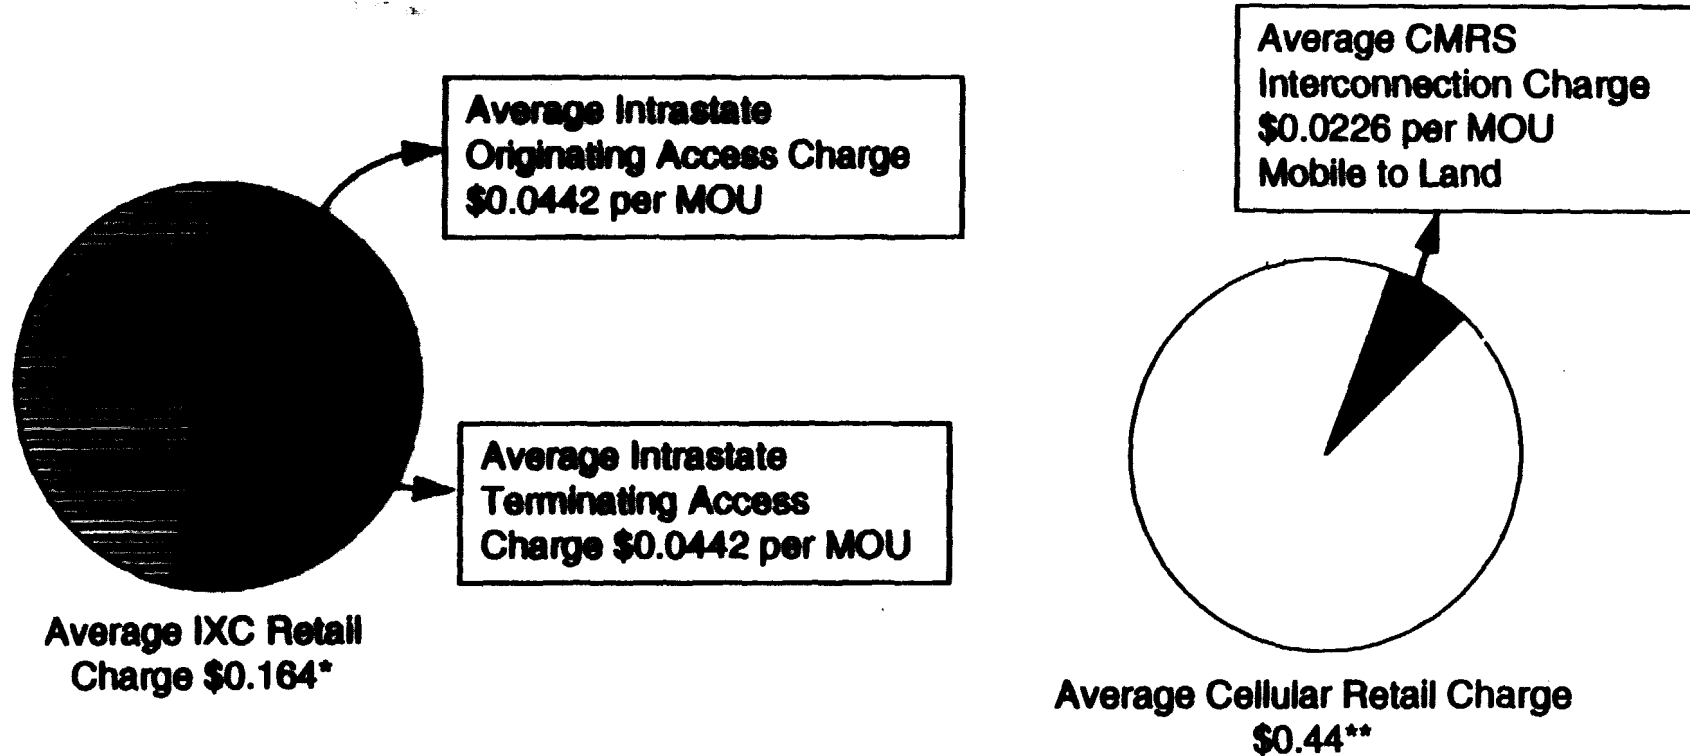 Average Intrastate
Originating Access Charge
$0.0442 per MOU
Average Intrastate
Terminating Access
Charge $0.0442 per MOU
Average IXC Retail
Charge $0.164*
Average CMRS
Interconnection Charge
$0.0226 per MOU
Mobile to Land
Average Cellular Retail Charge
$0.44**